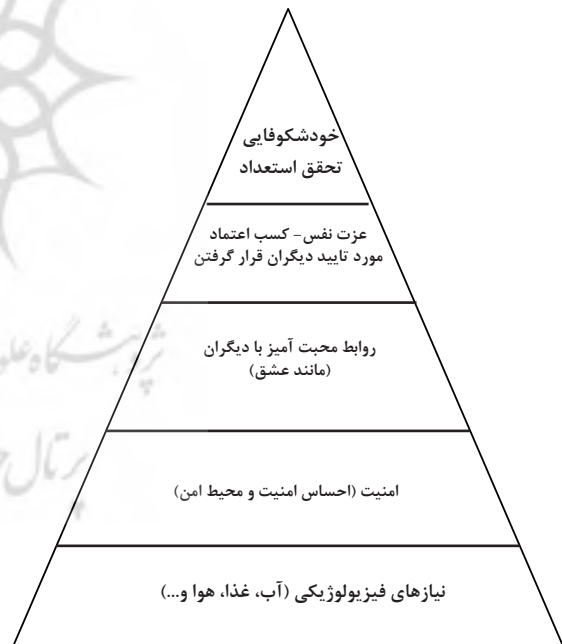 خودشکوفایی
تحقق استعداد
عزت نفس- کسب اعتماد
مورد تایید دیگران قرار گرفتن
روابط محبت آمیز با دیگران
(مانند عشق)
امنیت (احساس امنیت و محیط امن)
نیازهای فیزیولوژیکی (آب، غذا، هوا و...)